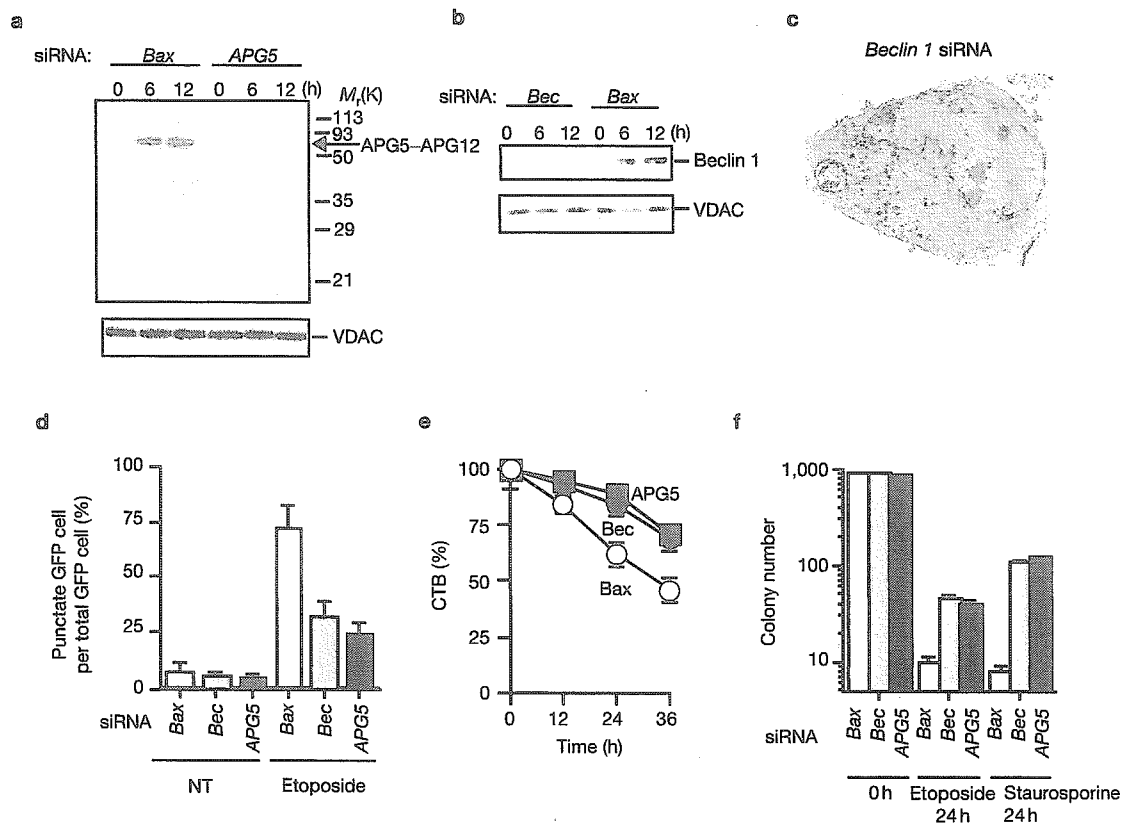 a
siRNA: Bax APG5
0 6 12 0 6 12 (h)
Mr(K)
113
93
APG5–APG12
50
35
29
21
VDAC
b
siRNA: Bec Bax
0 6 12 0 6 12 (h)
Beclin 1
VDAC
c
Beclin 1 siRNA
d
Punctate GFP cell
per total GFP cell (%)
100
75
50
25
0
siRNA
Bax Bec APG5 Bax Bec APG5
NT Etoposide
e
CTB (%)
100
75
50
25
0
APG5
Bec
Bax
0 12 24 36
Time (h)
f
Colony number
1,000
100
10
siRNA
Bax Bec APG5 Bax Bec APG5 Bax Bec APG5
0 h Etoposide Staurosporine
24 h 24 h